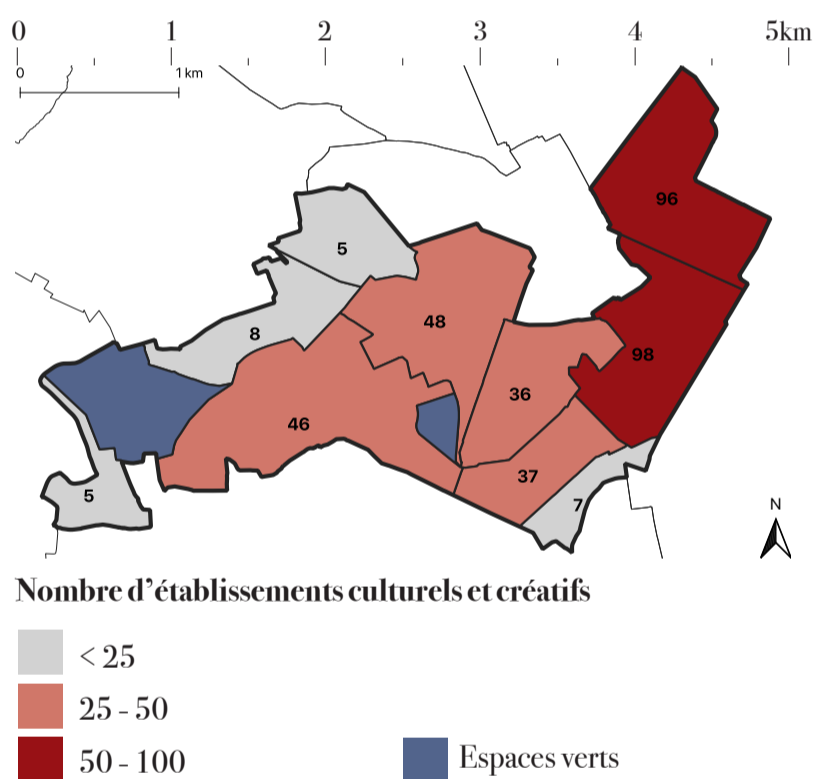 0 1 2 3 4 5km
0 1 km
96
5
48
8
98
36
46
37
5
7
N
Nombre d’établissements culturels et créatifs
< 25
25 - 50
50 - 100
Espaces verts